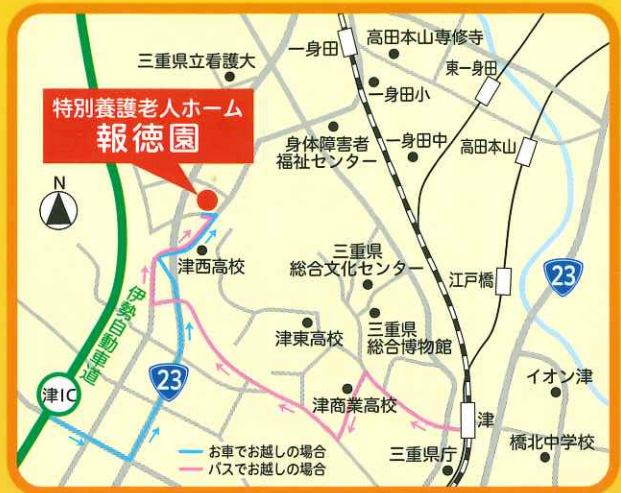 一身田
高田本山専修寺
東一身田
三重県立看護大
一身田小
特別養護老人ホーム
報徳園
身体障害者
福祉センター
一身田中
高田本山
N
津西高校
三重県
総合文化センター
江戸橋
23
伊勢自動車道
津東高校
三重県
総合博物館
23
イオン津
津IC
津商業高校
津
お車でお越しの場合
バスでお越しの場合
三重県庁
橋北中学校